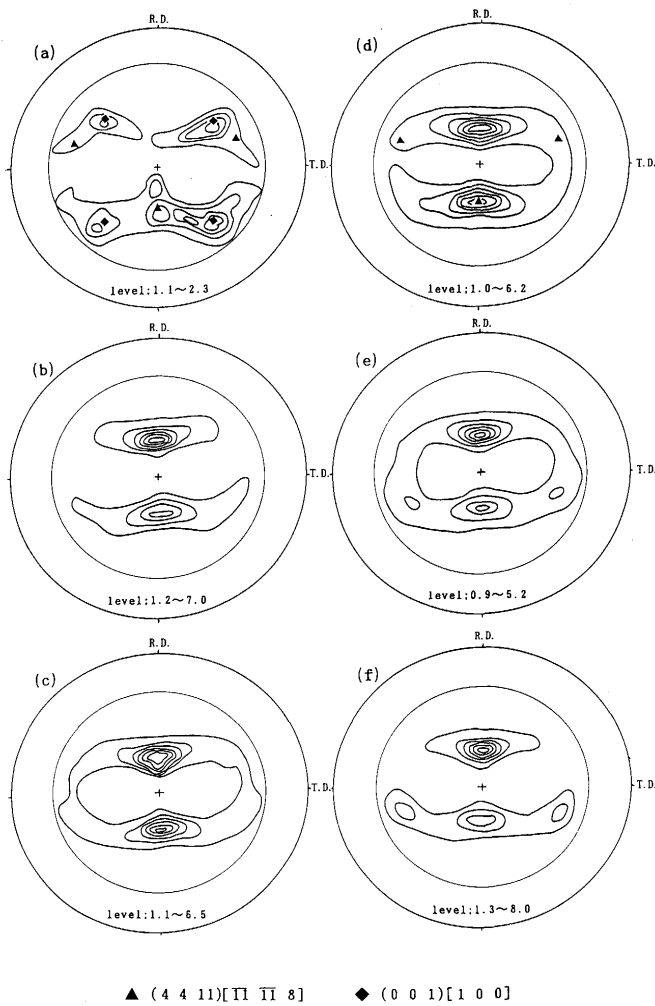 R.D.
(a)
T.D.
level;1.1~2.3
R.D.
(b)
T.D.
level;1.2~7.0
R.D.
(c)
T.D.
level;1.1~6.5
R.D.
(d)
T.D.
level;1.0~6.2
R.D.
(e)
T.D.
level;0.9~5.2
R.D.
(f)
T.D.
level;1.3~8.0
▲ (4 4 11)[1̅1̅ 1̅1̅ 8] ◆ (0 0 1)[1 0 0]